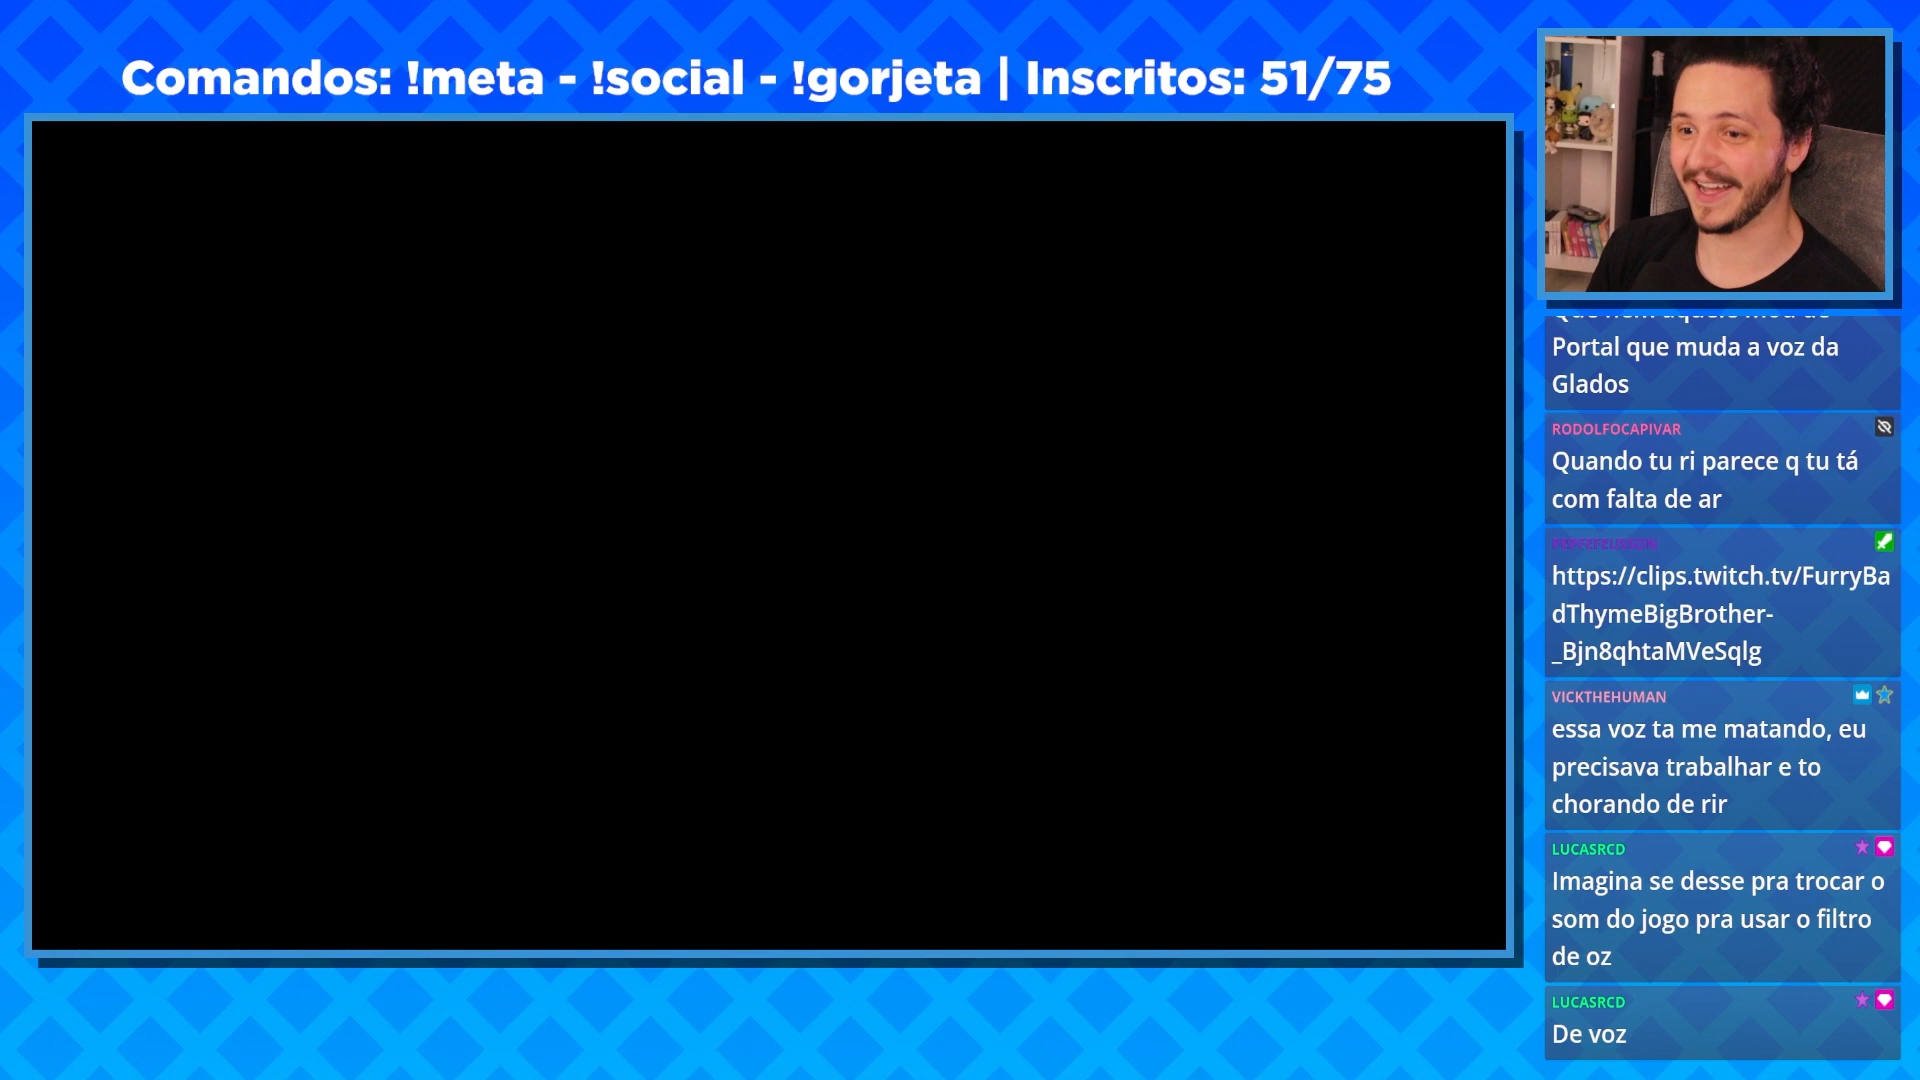 Comandos: !meta - !social - !gorjeta | Inscritos: 51/75
Portal que muda a voz da
Glados
RODOLFOCAPIVAR
Quando tu ri parece q tu tá
com falta de ar
https://clips.twitch.tv/FurryBa
dThymeBigBrother-
_Bjn8qhtaMVeSqlg
VICKTHEHUMAN
essa voz ta me matando, eu
precisava trabalhar e to
chorando de rir
LUCASRCD
Imagina se desse pra trocar o
som do jogo pra usar o filtro
de oz
LUCASRCD
De voz